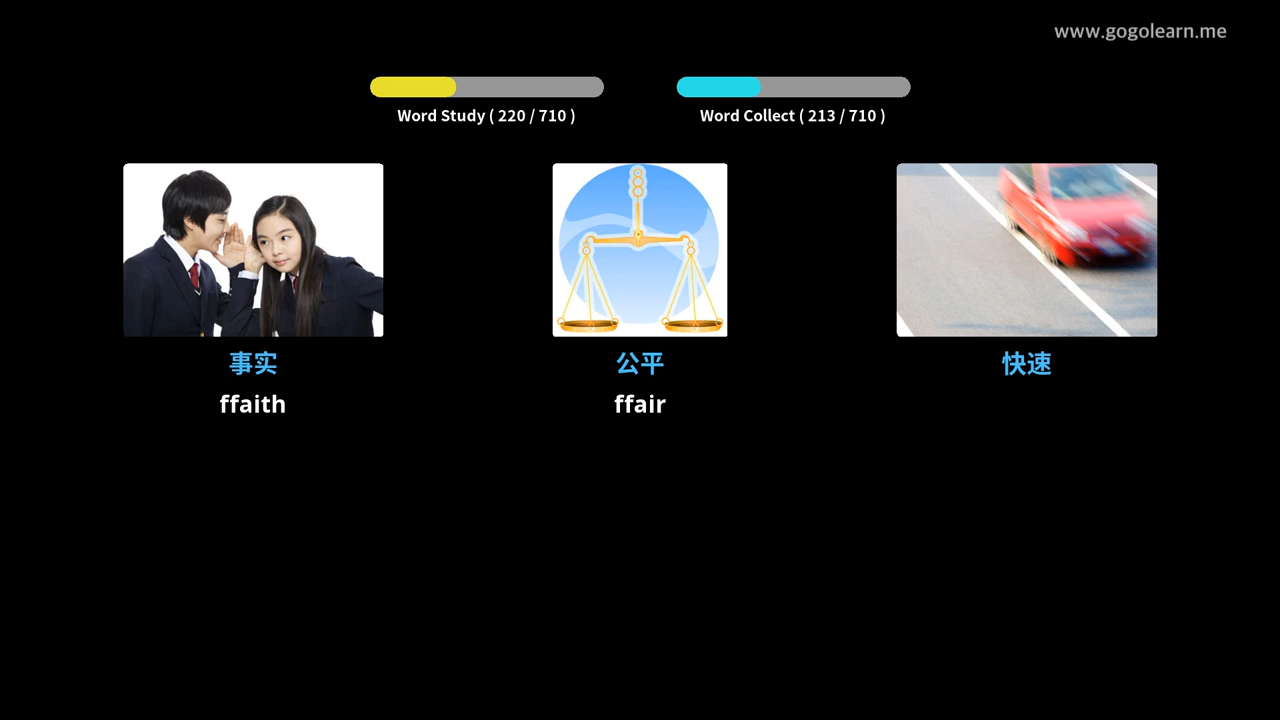 www.gogolearn.me
Word Study ( 220 / 710 )
Word Collect ( 213 / 710 )
事实
公平
快速
ffaith
ffair